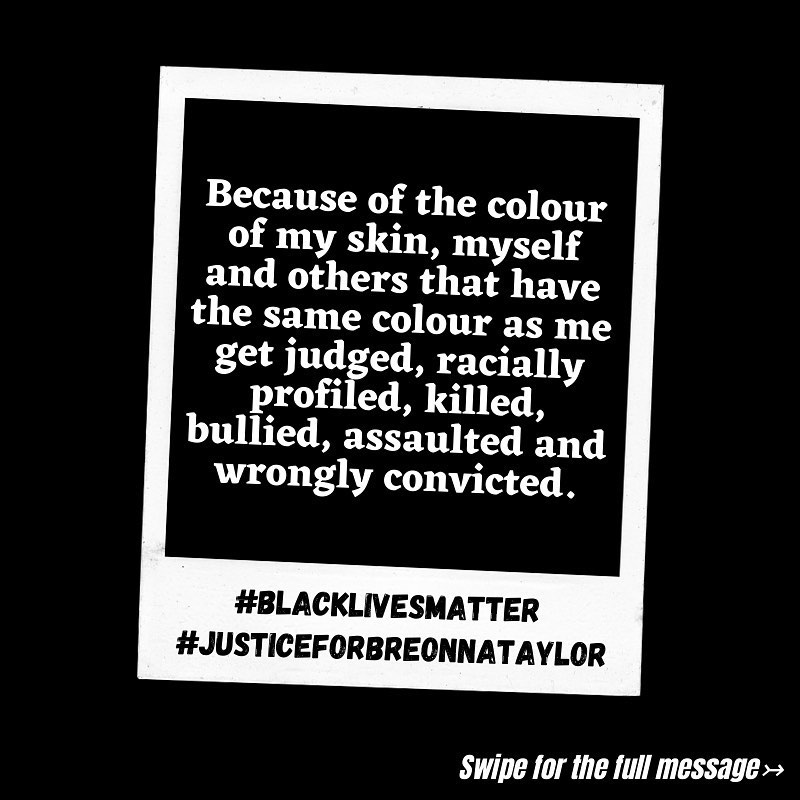 Because of the colour
of my skin, myself
and others that have
the same colour as me
get judged, racially
profiled, killed,
bullied, assaulted and
wrongly convicted.
#BLACKLIVESMATTER
#JUSTICEFORBREONNATAYLOR
Swipe for the full message